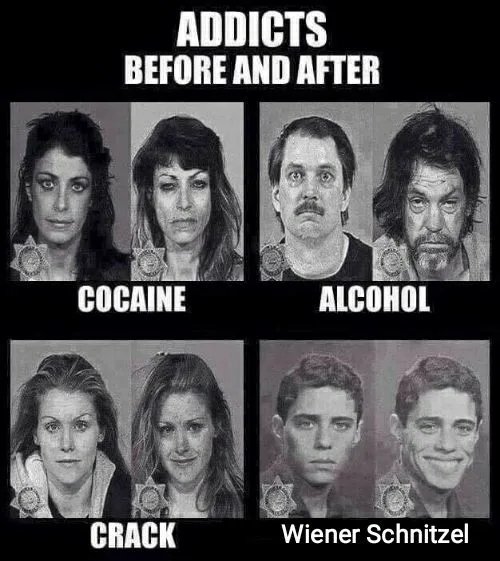 ADDICTS
BEFORE AND AFTER
COCAINE
ALCOHOL
CRACK
Wiener Schnitzel